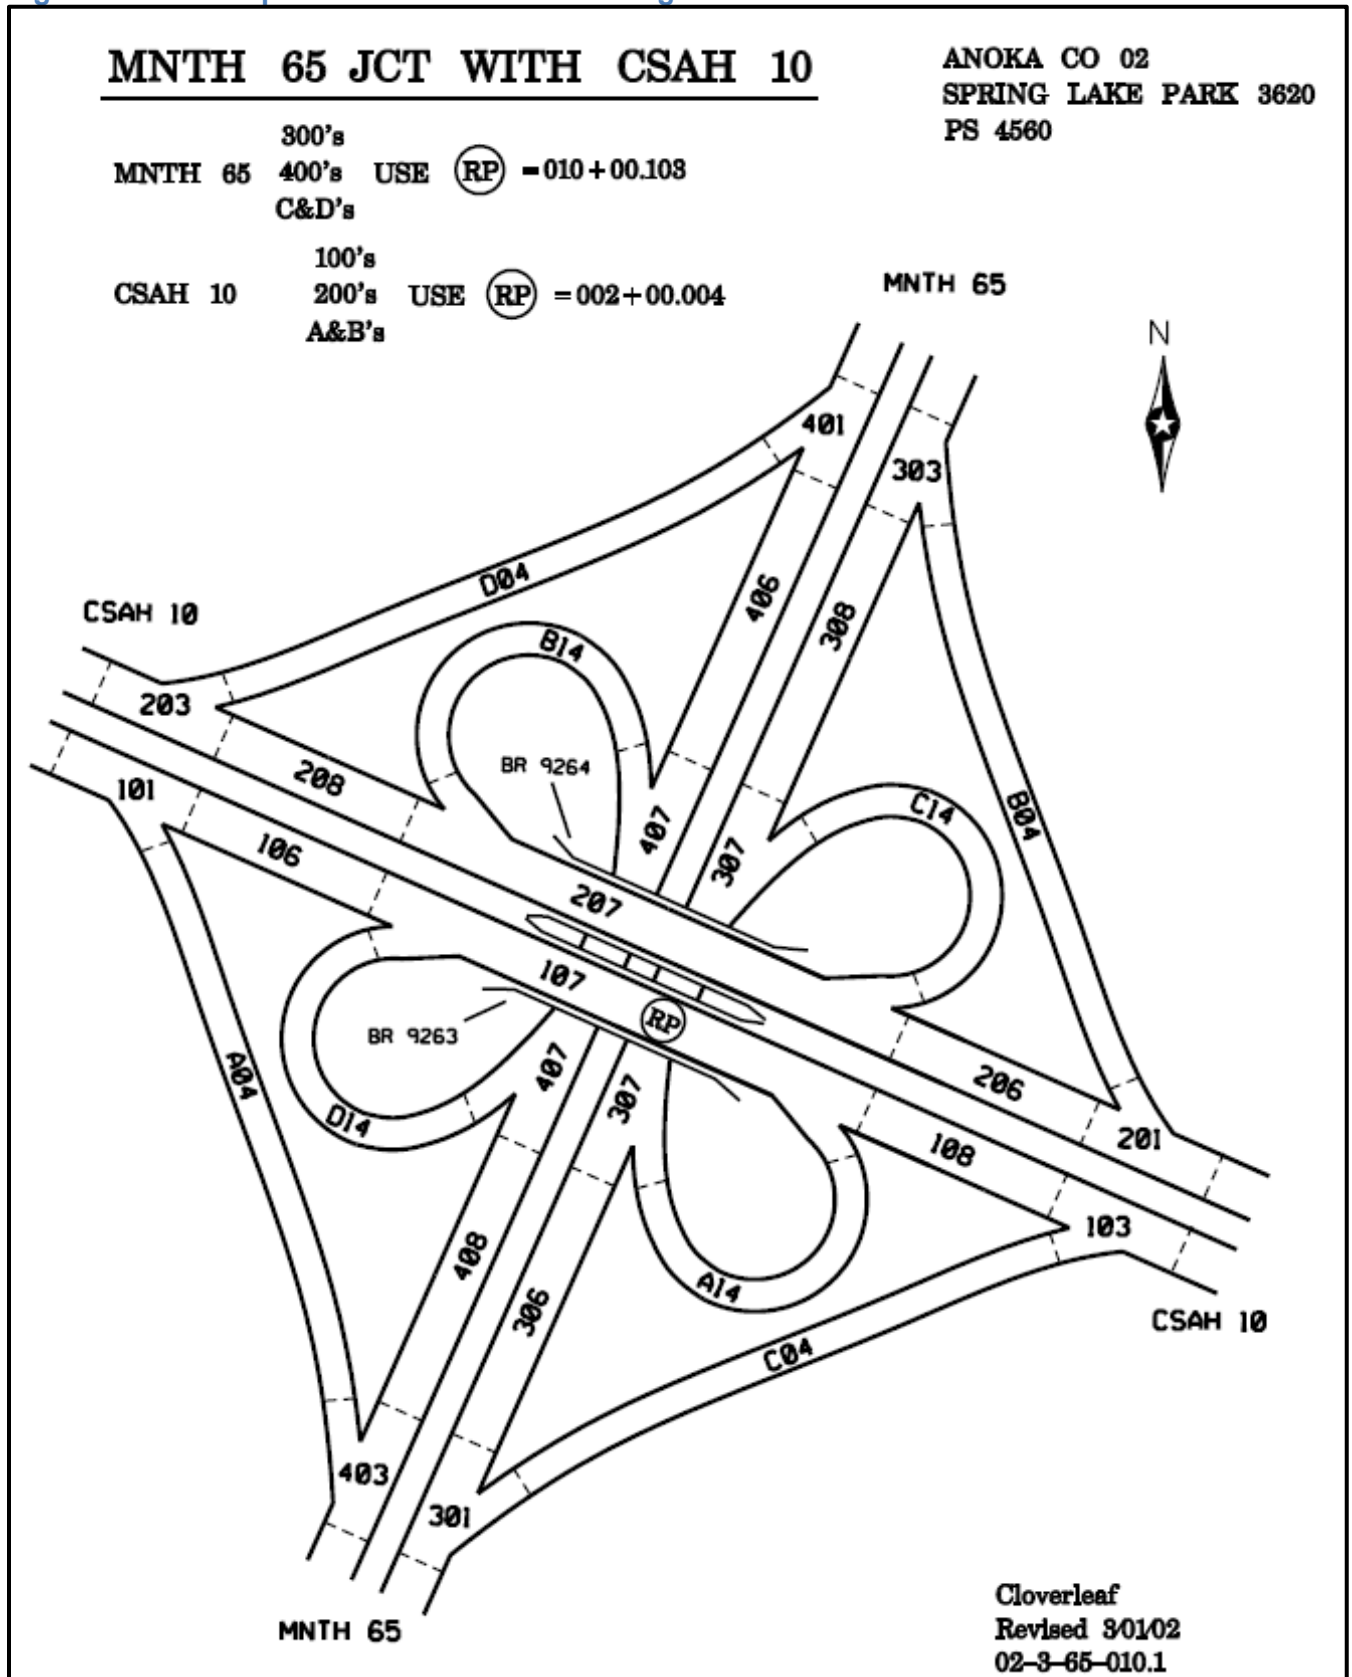 MNTH 65 JCT WITH CSAH 10
ANOKA CO 02
SPRING LAKE PARK 3620
PS 4560
300's
MNTH 65 400's USE RP =010+00.103
C&D's
100's
CSAH 10 200's USE RP =002+00.004
A&B's
MNTH 65
N
401
303
D04
406
308
CSAH 10
B14
203
BR 9264
208
101
C14
B04
407
307
106
207
107
RP
BR 9263
407
A04
307
206
D14
201
108
103
408
A14
306
CSAH 10
C04
403
301
MNTH 65
Cloverleaf
Revised 3/01/02
02-3-65-010.1